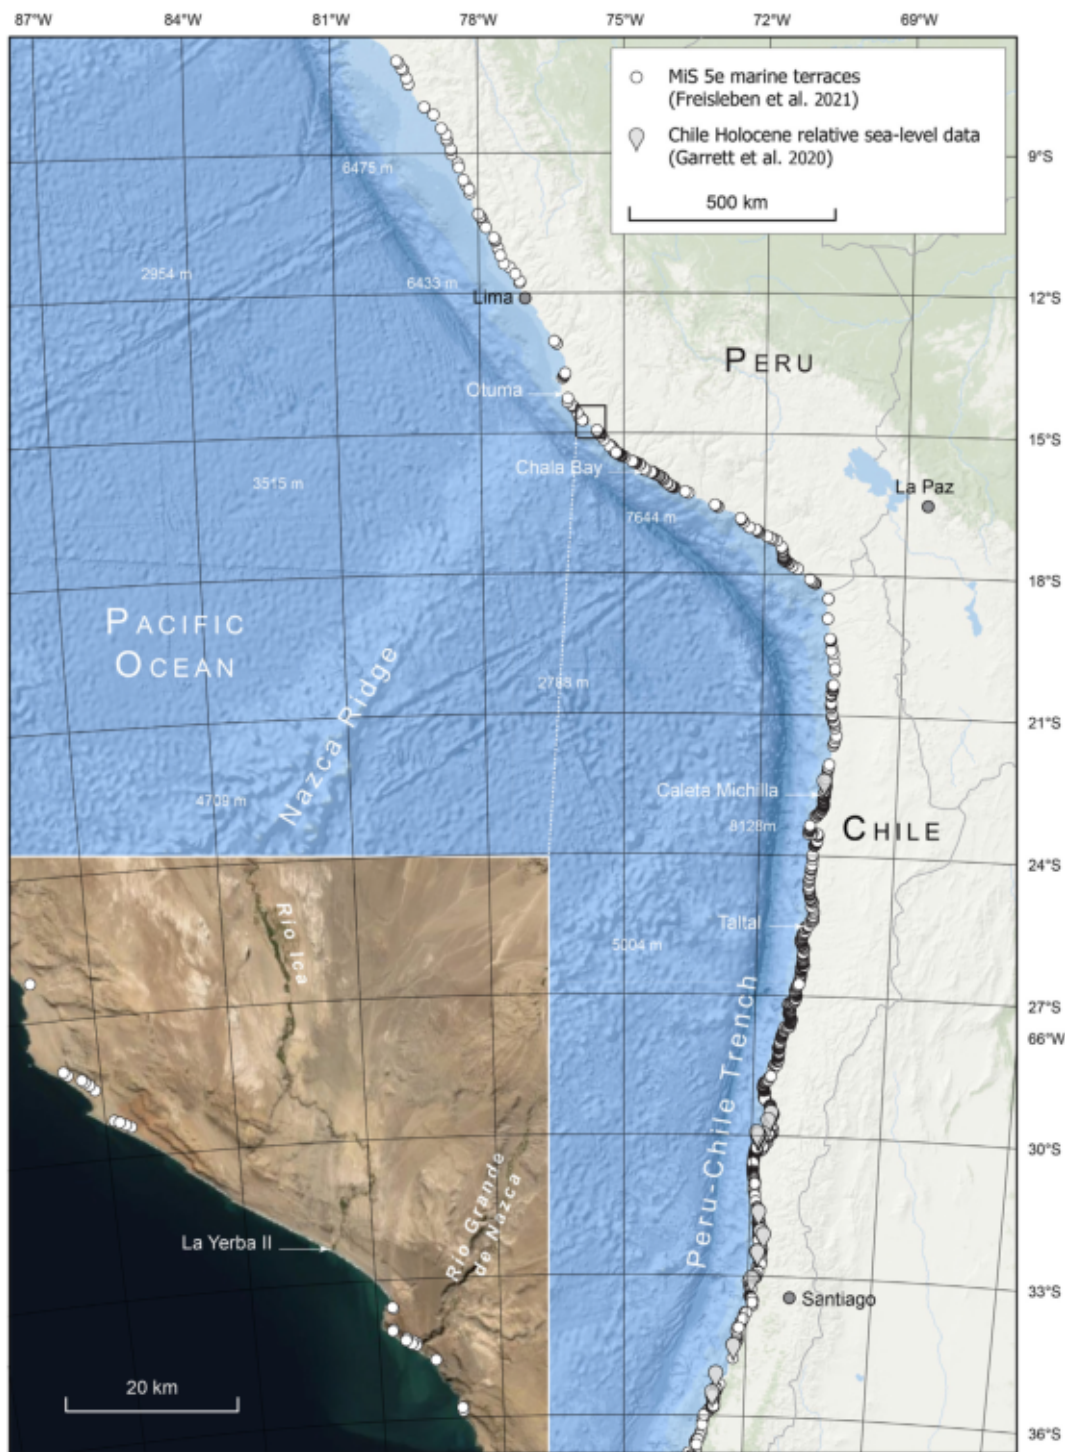 87°W 84°W 81°W 78°W 75°W 72°W 69°W
MiS 5e marine terraces
(Freisleben et al. 2021)
Chile Holocene relative sea-level data
(Garrett et al. 2020)
500 km
9°S
6475 m
2954 m
6433 m
Lima
12°S
PERU
Otuma
15°S
Chala Bay
La Paz
3515 m
7644 m
18°S
PACIFIC
OCEAN
Nazca Ridge
2788 m
21°S
Caleta Michilla
4709 m
8128m
CHILE
24°S
Taltal
5004 m
Peru-Chile Trench
27°S
66°W
30°S
33°S
Santiago
36°S
Rio Ica
Rio Grande
de Nazca
La Yerba II
20 km